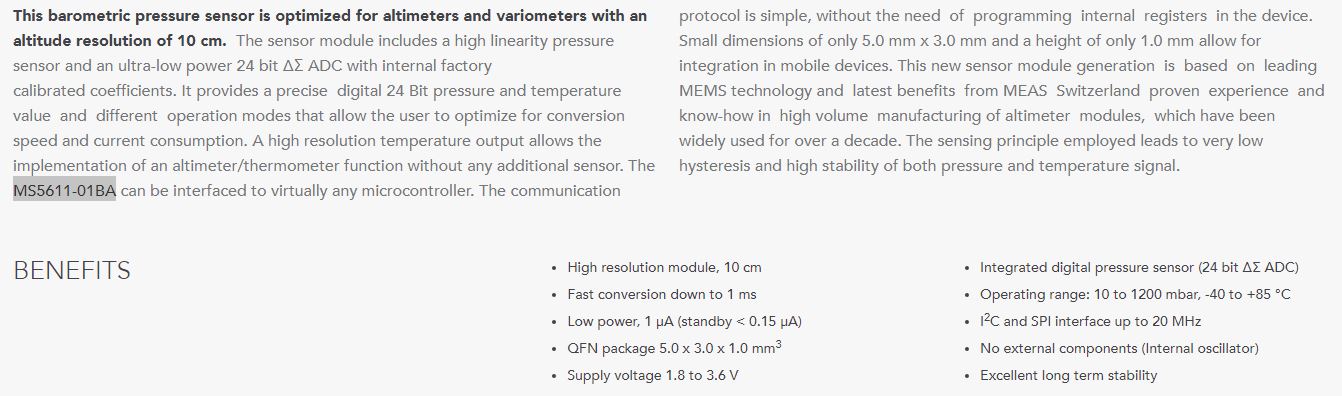 This barometric pressure sensor is optimized for altimeters and variometers with an
altitude resolution of 10 cm. The sensor module includes a high linearity pressure
sensor and an ultra-low power 24 bit ΔΣ ADC with internal factory
calibrated coefficients. It provides a precise digital 24 Bit pressure and temperature
value and different operation modes that allow the user to optimize for conversion
speed and current consumption. A high resolution temperature output allows the
implementation of an altimeter/thermometer function without any additional sensor. The
MS5611-01BA can be interfaced to virtually any microcontroller. The communication
protocol is simple, without the need of programming internal registers in the device.
Small dimensions of only 5.0 mm x 3.0 mm and a height of only 1.0 mm allow for
integration in mobile devices. This new sensor module generation is based on leading
MEMS technology and latest benefits from MEAS Switzerland proven experience and
know-how in high volume manufacturing of altimeter modules, which have been
widely used for over a decade. The sensing principle employed leads to very low
hysteresis and high stability of both pressure and temperature signal.
BENEFITS
• High resolution module, 10 cm
• Fast conversion down to 1 ms
• Low power, 1 µA (standby < 0.15 µA)
• QFN package 5.0 x 3.0 x 1.0 mm³
• Supply voltage 1.8 to 3.6 V
• Integrated digital pressure sensor (24 bit ΔΣ ADC)
• Operating range: 10 to 1200 mbar, -40 to +85 °C
• I²C and SPI interface up to 20 MHz
• No external components (Internal oscillator)
• Excellent long term stability